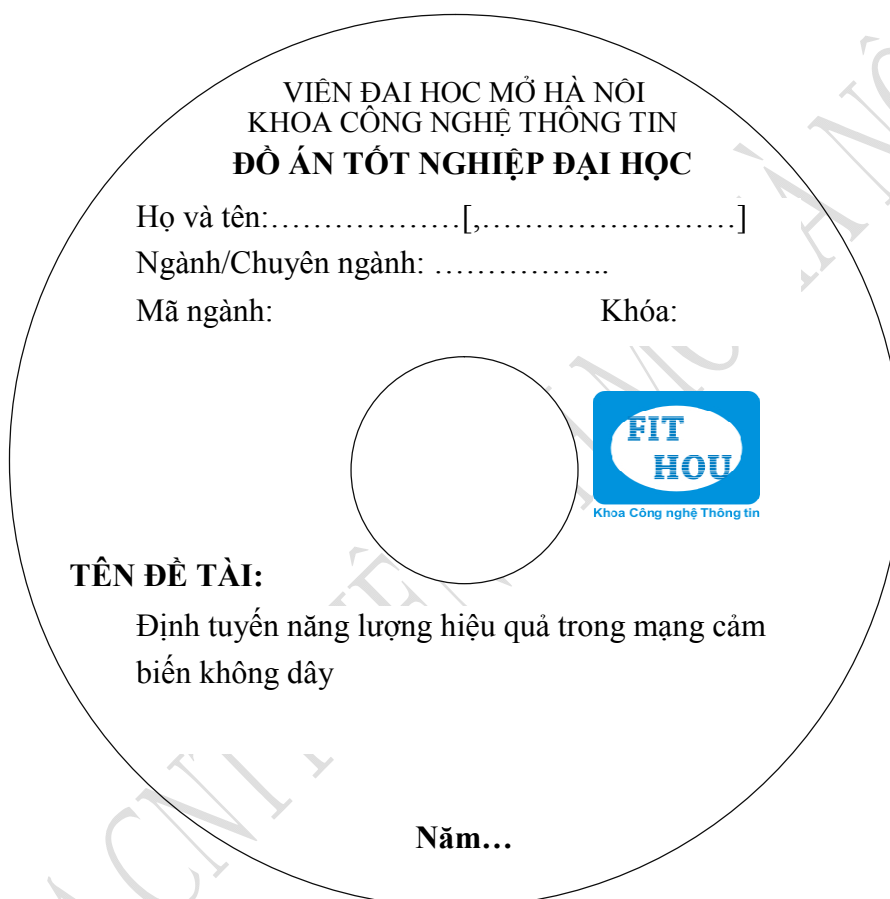 VIÊN ĐAI HOC MỞ HÀ NÔI
KHOA CÔNG NGHỆ THÔNG TIN
ĐỒ ÁN TỐT NGHIỆP ĐẠI HỌC
Họ và tên:………………[,……………………]
Ngành/Chuyên ngành: ……………..
Mã ngành: Khóa:
FIT
HOU
Khoa Công nghệ Thông tin
TÊN ĐỀ TÀI:
Định tuyến năng lượng hiệu quả trong mạng cảm
biến không dây
Năm…